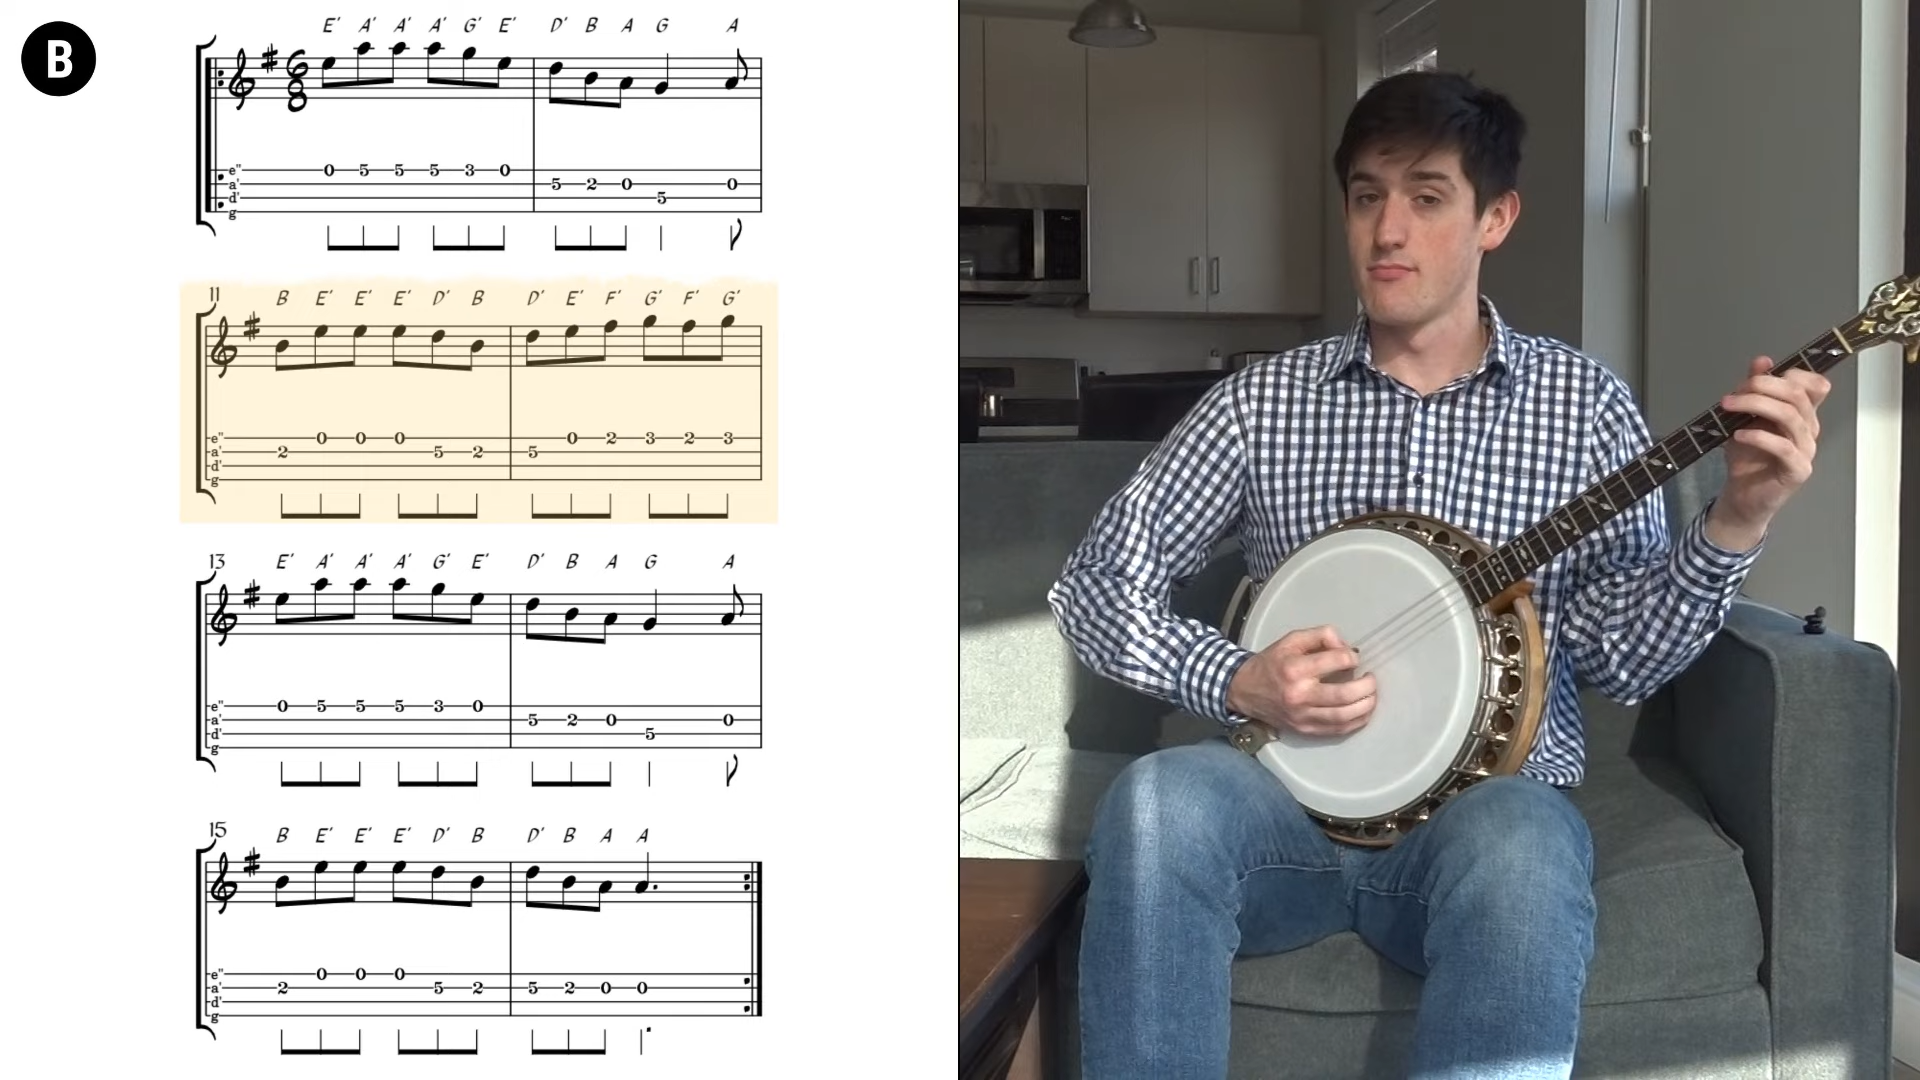 B
E' A' A' A' G' E' D' B A G A
6
8
D
e" 0 5 5 5 3 0
a' 5 2 0 0
d' 5
g
11
B E' E' E' D' B D' E' F' G' F' G'
e" 0 0 0 0 2 3 2 3
a' 2 5 2 5
d'
g
13
E' A' A' A' G' E' D' B A G A
e" 0 5 5 5 3 0
a' 5 2 0 0
d' 5
g
15
B E' E' E' D' B D' B A A
e" 0 0 0
a' 2 5 2 5 2 0 0
d'
g